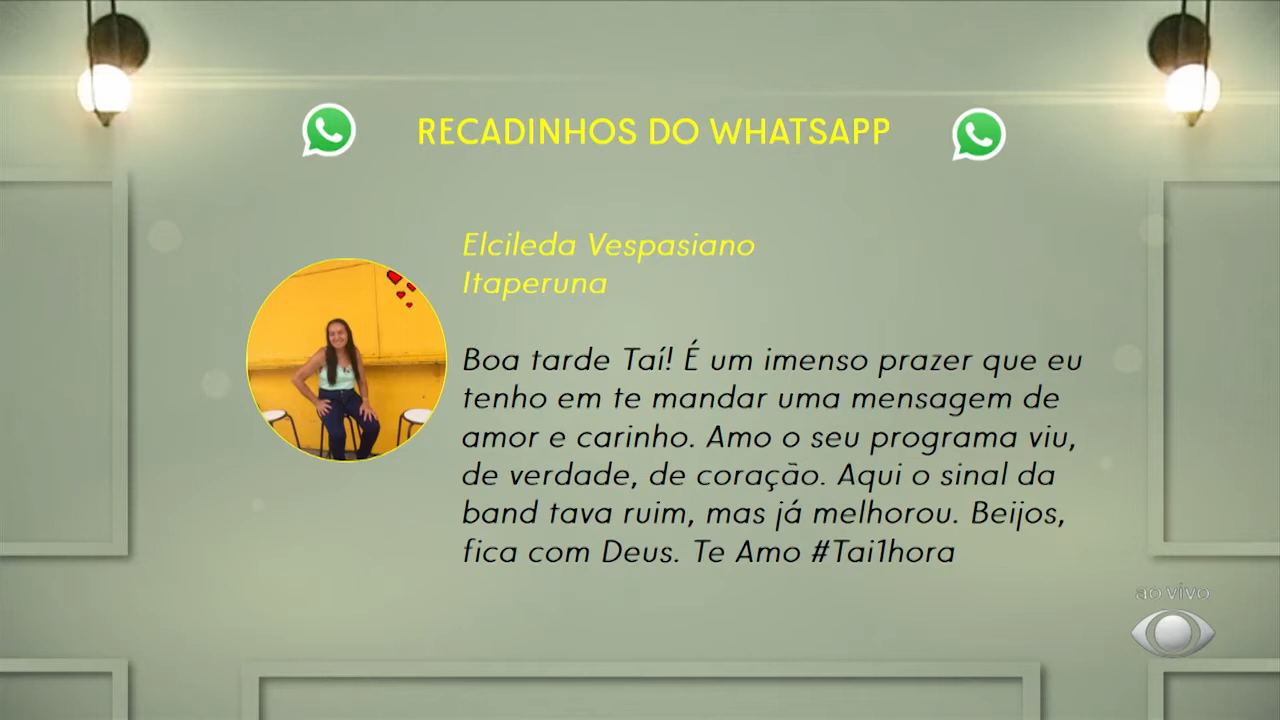 RECADINHOS DO WHATSAPP
Elcileda Vespasiano
Itaperuna
Boa tarde Taí! É um imenso prazer que eu
tenho em te mandar uma mensagem de
amor e carinho. Amo o seu programa viu,
de verdade, de coração. Aqui o sinal da
band tava ruim, mas já melhorou. Beijos,
fica com Deus. Te Amo #Tai1hora
ao vivo